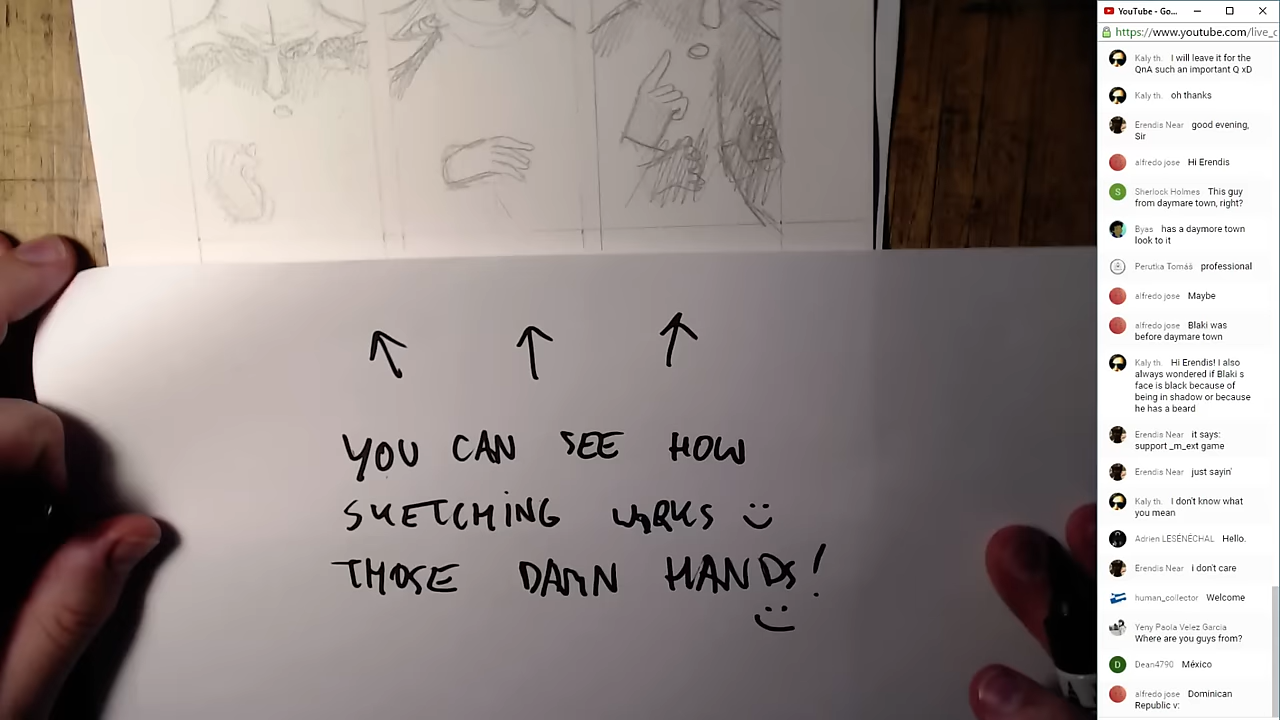 YouTube - Go...
https://www.youtube.com/live_c
Kaly th. I will leave it for the
QnA such an important Q xD
Kaly th. oh thanks
Erendis Near good evening,
Sir
alfredo jose Hi Erendis
S Sherlock Holmes This guy
from daymare town, right?
Byas has a daymore town
look to it
Perutka Tomáš professional
alfredo jose Maybe
alfredo jose Blaki was
before daymare town
Kaly th. Hi Erendis! I also
always wondered if Blaki s
face is black because of
being in shadow or because
he has a beard
Erendis Near it says:
support _m_ext game
Erendis Near just sayin'
Kaly th. I don't know what
you mean
Adrien LESÉNÉCHAL Hello.
Erendis Near i don't care
human_collector Welcome
Yeny Paola Velez Garcia
Where are you guys from?
D Dean4790 México
alfredo jose Dominican
Republic v:
YOU CAN SEE HOW
SKETCHING WORKS
THOSE DAMN HANDS!